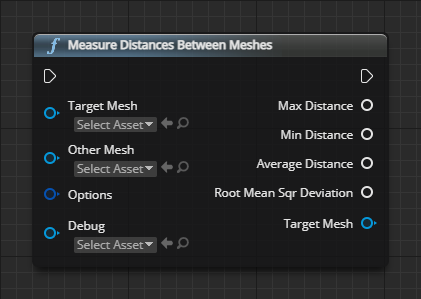 Measure Distances Between Meshes
Target Mesh
Select Asset
Other Mesh
Select Asset
Options
Debug
Select Asset
Max Distance
Min Distance
Average Distance
Root Mean Sqr Deviation
Target Mesh